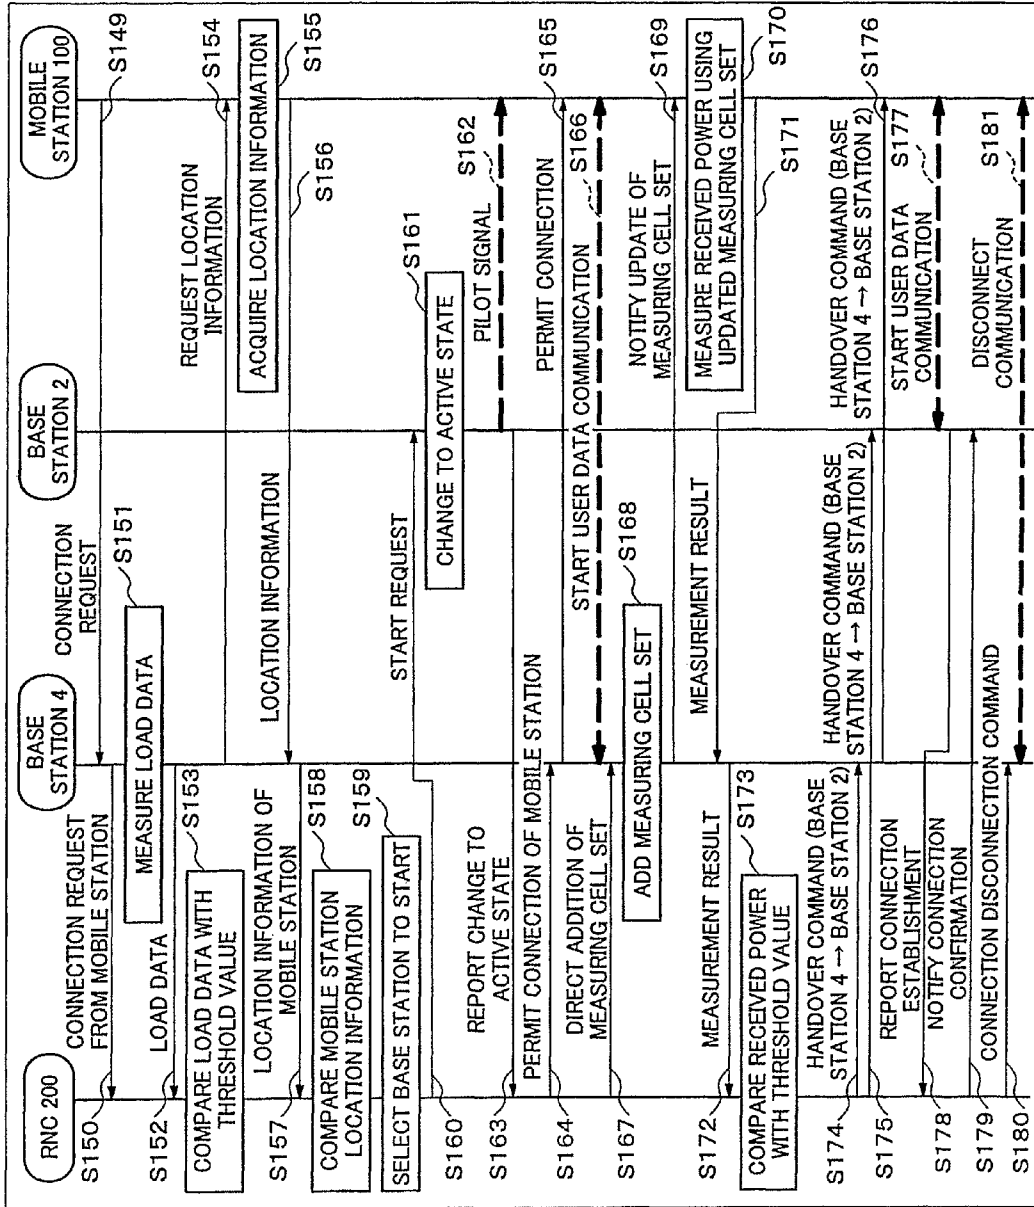 RNC 200
BASE
STATION 4
BASE
STATION 2
MOBILE
STATION 100
CONNECTION
REQUEST
S149
CONNECTION REQUEST
FROM MOBILE STATION
S150
MEASURE LOAD DATA
S151
LOAD DATA
S152
COMPARE LOAD DATA WITH
THRESHOLD VALUE
S153
REQUEST LOCATION
INFORMATION
S154
ACQUIRE LOCATION INFORMATION
S155
LOCATION INFORMATION
S156
LOCATION INFORMATION OF
MOBILE STATION
S157
COMPARE MOBILE STATION
LOCATION INFORMATION
S158
SELECT BASE STATION TO START
S159
START REQUEST
S160
CHANGE TO ACTIVE STATE
S161
PILOT SIGNAL
S162
REPORT CHANGE TO
ACTIVE STATE
S163
PERMIT CONNECTION OF MOBILE STATION
S164
PERMIT CONNECTION
S165
START USER DATA COMMUNICATION
S166
DIRECT ADDITION OF
MEASURING CELL SET
S167
ADD MEASURING CELL SET
S168
NOTIFY UPDATE OF
MEASURING CELL SET
S169
MEASURE RECEIVED POWER USING
UPDATED MEASURING CELL SET
S170
MEASUREMENT RESULT
S171
MEASUREMENT RESULT
S172
COMPARE RECEIVED POWER
WITH THRESHOLD VALUE
S173
HANDOVER COMMAND (BASE
STATION 4 → BASE STATION 2)
S174
HANDOVER COMMAND (BASE
STATION 4 → BASE STATION 2)
S175
HANDOVER COMMAND (BASE
STATION 4 → BASE STATION 2)
S176
START USER DATA
COMMUNICATION
S177
REPORT CONNECTION
ESTABLISHMENT
S178
NOTIFY CONNECTION
CONFIRMATION
S179
CONNECTION DISCONNECTION COMMAND
S180
DISCONNECT
COMMUNICATION
S181